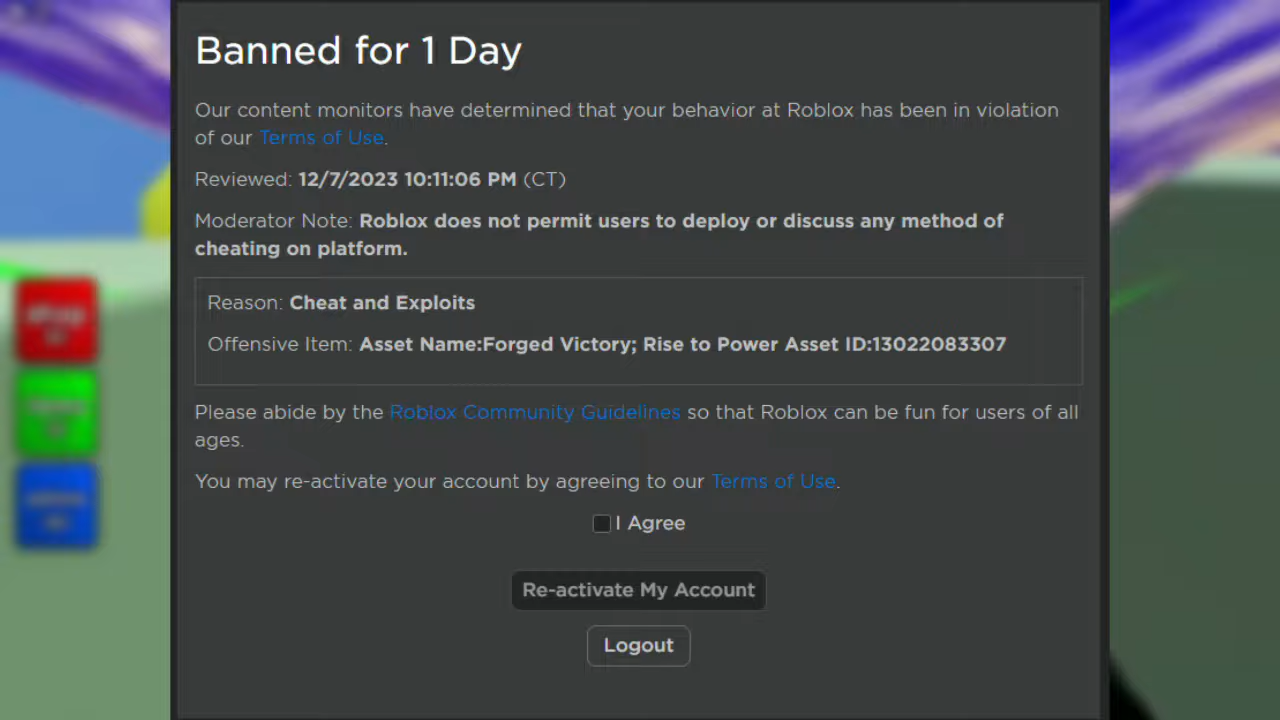 Banned for 1 Day
Our content monitors have determined that your behavior at Roblox has been in violation
of our Terms of Use.
Reviewed: 12/7/2023 10:11:06 PM (CT)
Moderator Note: Roblox does not permit users to deploy or discuss any method of
cheating on platform.
Reason: Cheat and Exploits
Offensive Item: Asset Name:Forged Victory; Rise to Power Asset ID:13022083307
Please abide by the Roblox Community Guidelines so that Roblox can be fun for users of all
ages.
You may re-activate your account by agreeing to our Terms of Use.
I Agree
Re-activate My Account
Logout